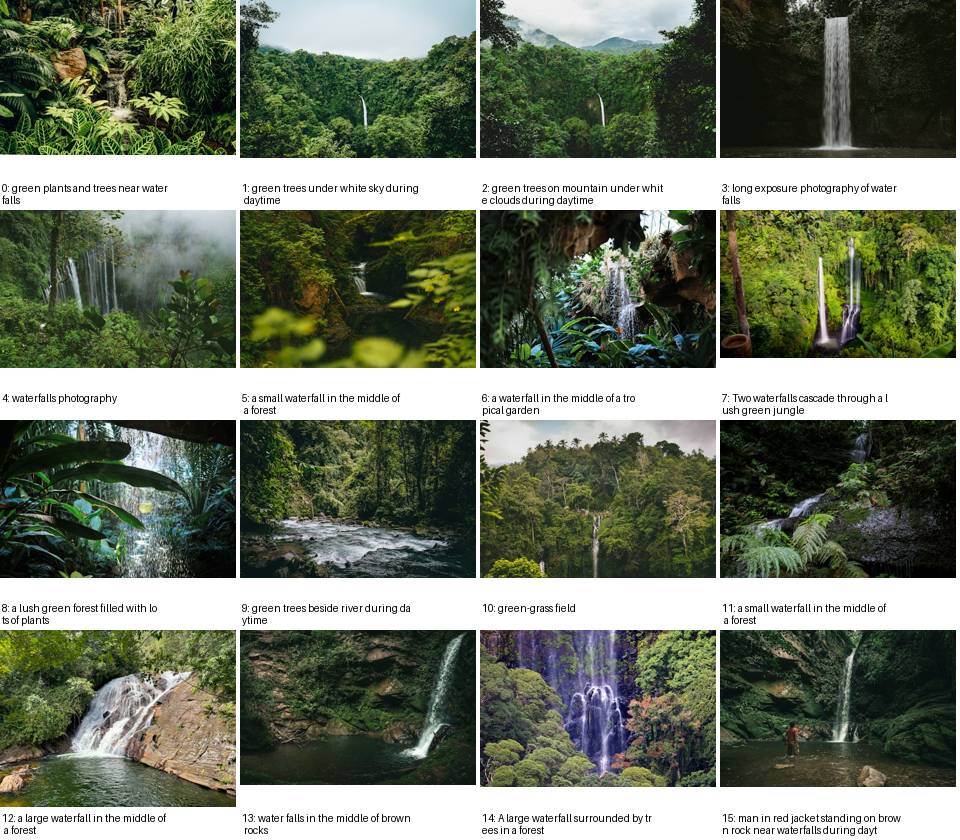 0: green plants and trees near water
falls
1: green trees under white sky during
daytime
2: green trees on mountain under whit
e clouds during daytime
3: long exposure photography of water
falls
4: waterfalls photography
5: a small waterfall in the middle of
a forest
6: a waterfall in the middle of a tro
pical garden
7: Two waterfalls cascade through a l
ush green jungle
8: a lush green forest filled with lo
ts of plants
9: green trees beside river during da
ytime
10: green-grass field
11: a small waterfall in the middle of
a forest
12: a large waterfall in the middle of
a forest
13: water falls in the middle of brown
rocks
14: A large waterfall surrounded by tr
ees in a forest
15: man in red jacket standing on brow
n rock near waterfalls during dayt